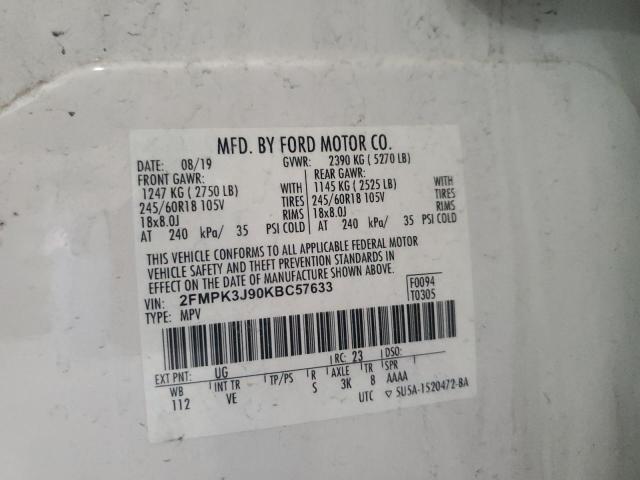 MFD. BY FORD MOTOR CO.
DATE: 08/19 GVWR: 2390 KG ( 5270 LB)
FRONT GAWR: REAR GAWR:
1247 KG ( 2750 LB) WITH 1145 KG ( 2525 LB) WITH
245/60R18 105V TIRES 245/60R18 105V TIRES
18x8.0J RIMS 18x8.0J RIMS
AT 240 kPa/ 35 PSI COLD AT 240 kPa/ 35 PSI COLD
THIS VEHICLE CONFORMS TO ALL APPLICABLE FEDERAL MOTOR
VEHICLE SAFETY AND THEFT PREVENTION STANDARDS IN
EFFECT ON THE DATE OF MANUFACTURE SHOWN ABOVE.
VIN: 2FMPK3J90KBC57633 F0094
TYPE: MPV T0305
EXT PNT: UG RC: 23 DSO:
WB INT TR TP/PS R AXLE TR SPR
112 VE S 3K 8 AAAA
UTC ▽ 5U5A-1520472-BA